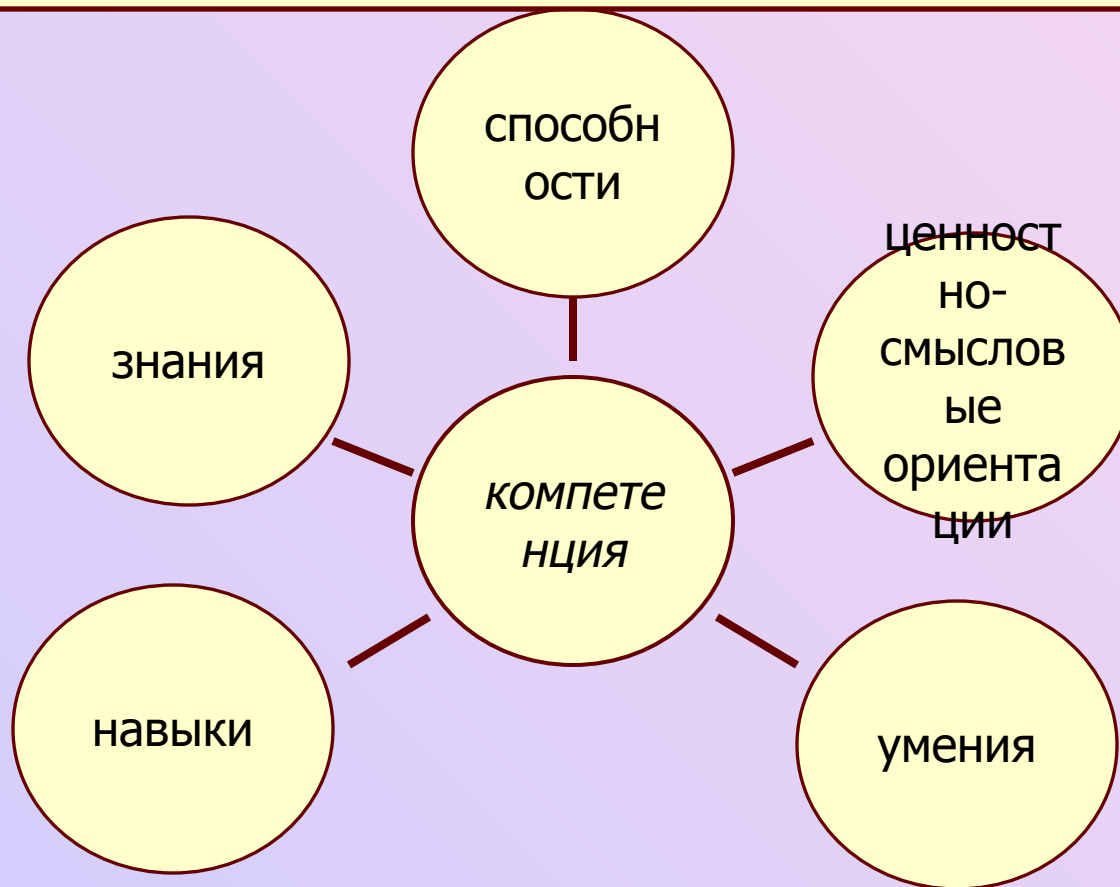 способн
ости
знания
ценност
но-
смыслов
ые
ориента
ции
компете
нция
навыки
умения